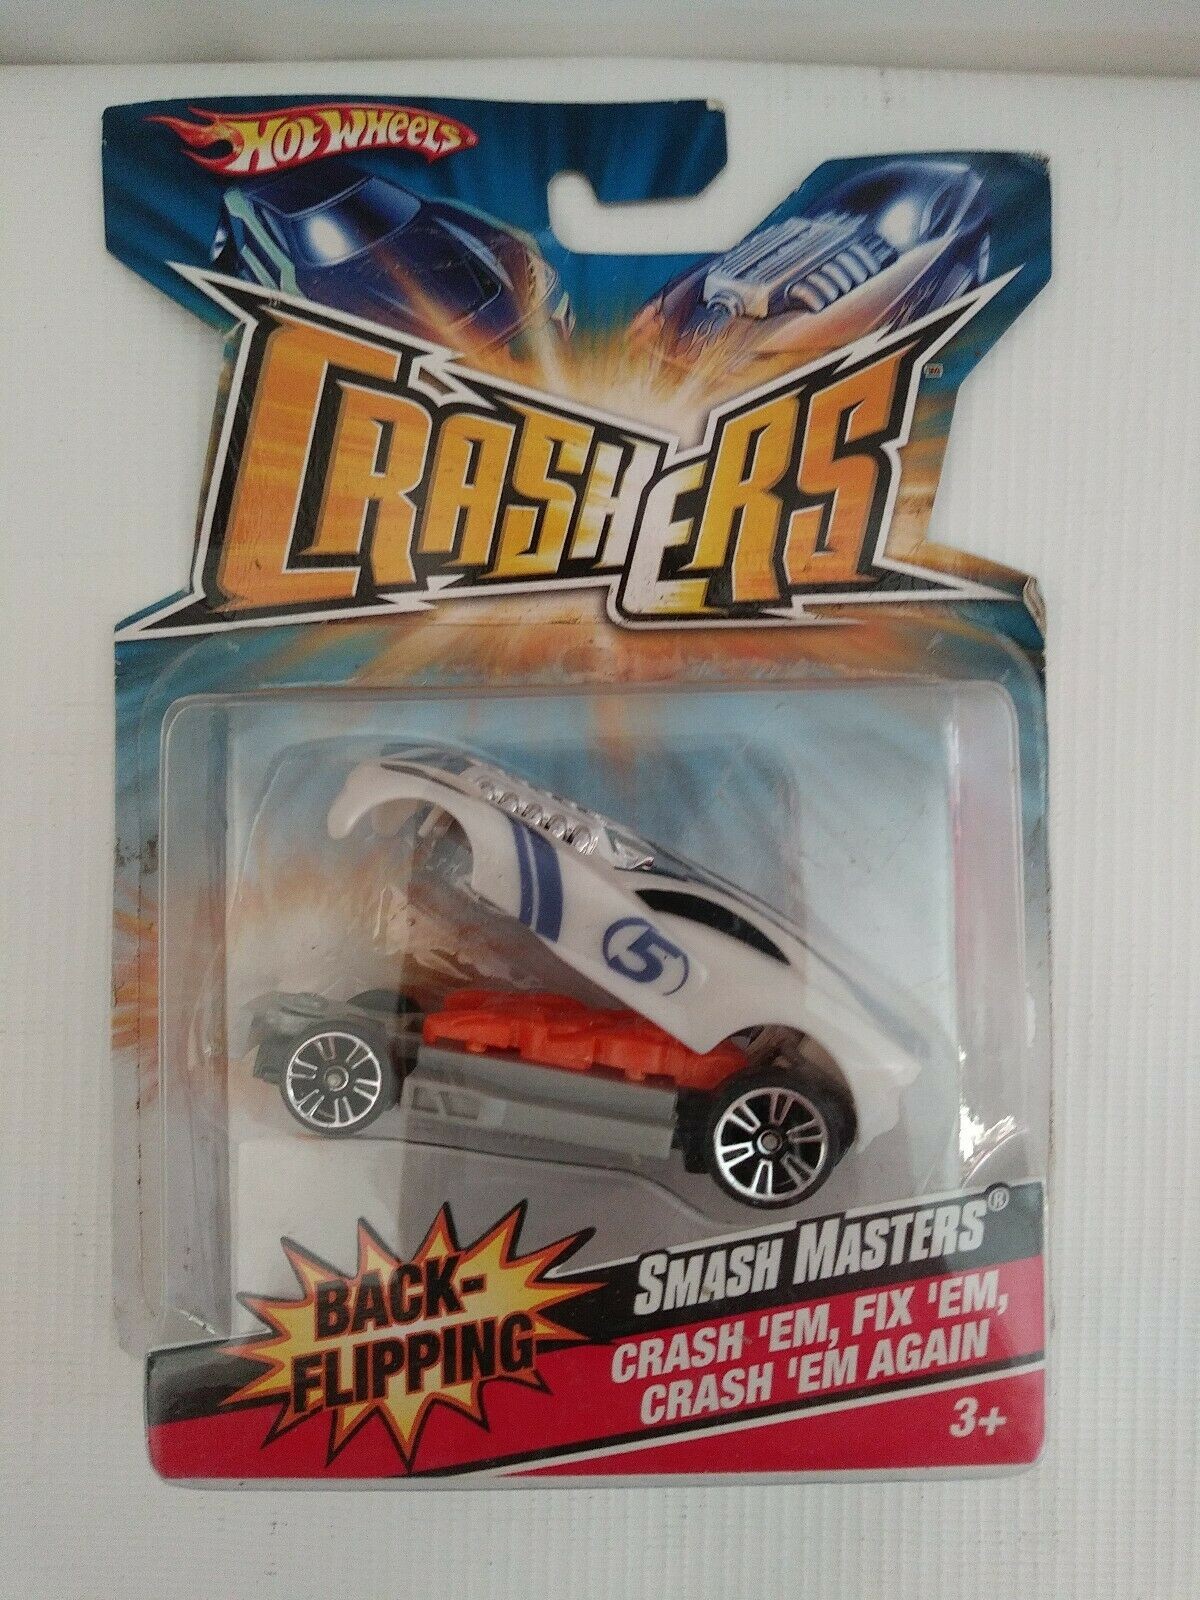 HOT WHEELS
CRASHERS
5
BACK-
FLIPPING
SMASH MASTERS®
CRASH 'EM, FIX 'EM,
CRASH 'EM AGAIN
3+